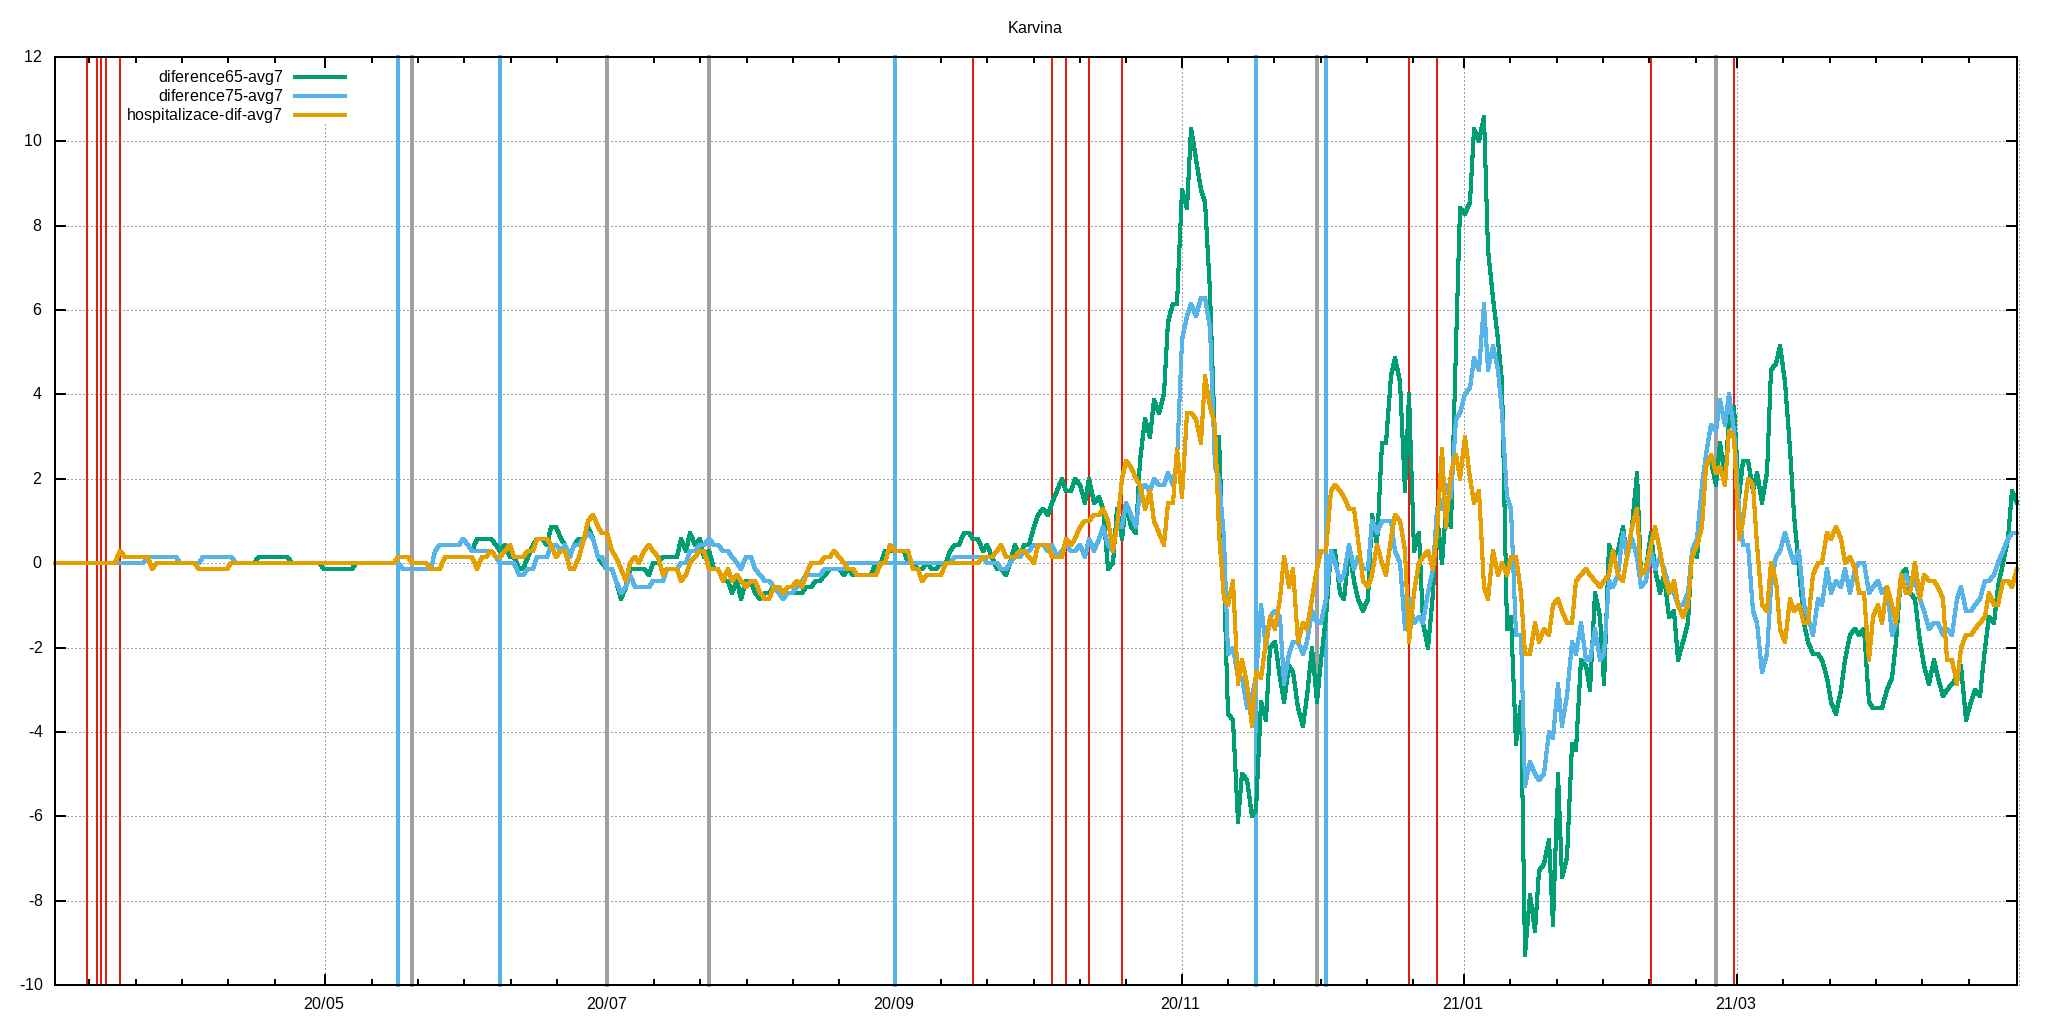 Karvina
diference65-avg7
diference75-avg7
hospitalizace-dif-avg7
12
10
8
6
4
2
0
-2
-4
-6
-8
-10
20/05 20/07 20/09 20/11 21/01 21/03